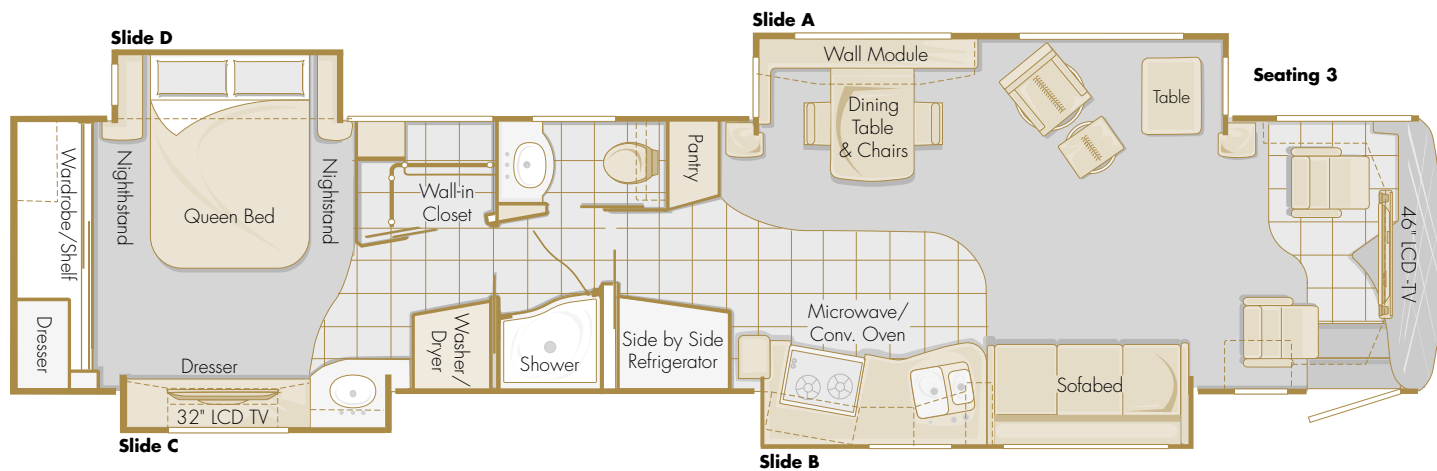 Slide D
Slide A
Seating 3
Wall Module
Table
Dining
Table
& Chairs
Pantry
Wardrobe/Shelf
Nighthstand
Queen Bed
Nightstand
Wall-in
Closet
46" LCD -TV
Microwave/
Conv. Oven
Dresser
Washer/
Dryer
Shower
Side by Side
Refrigerator
Sofabed
Dresser
32" LCD TV
Slide C
Slide B